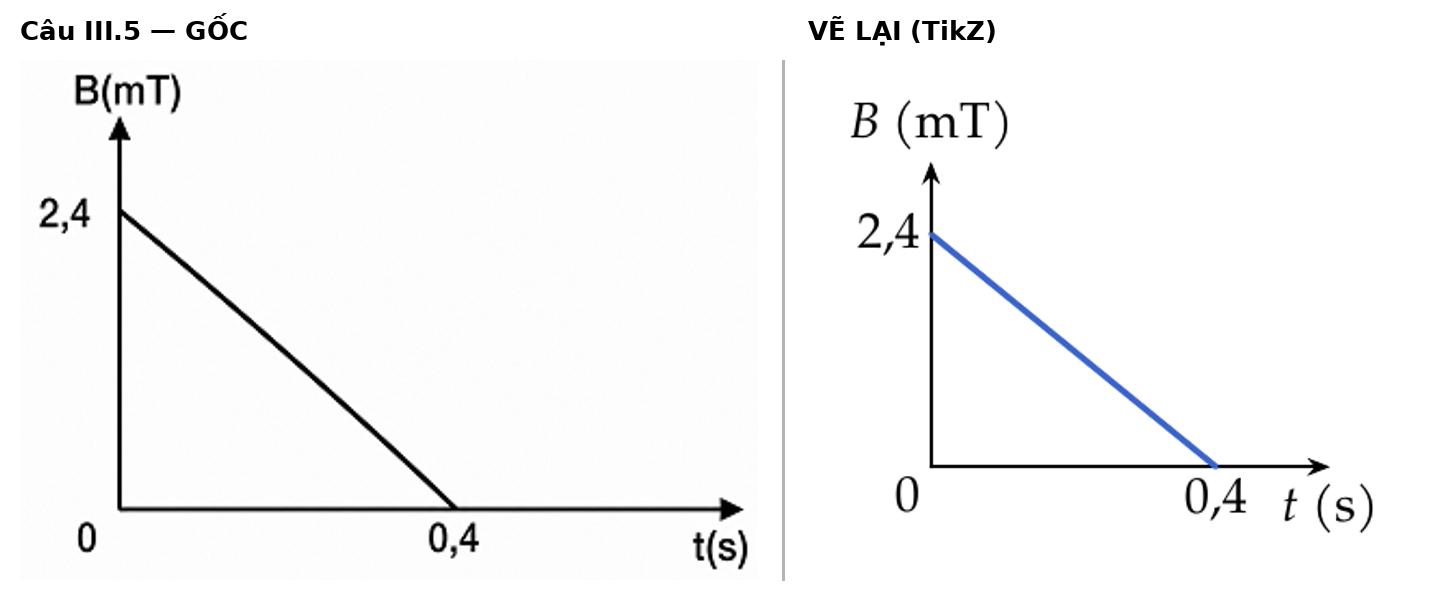 Câu III.5 — GỐC
B(mT)
2,4
0
0,4
t(s)
VẼ LẠI (TikZ)
B (mT)
2,4
0
0,4
t (s)